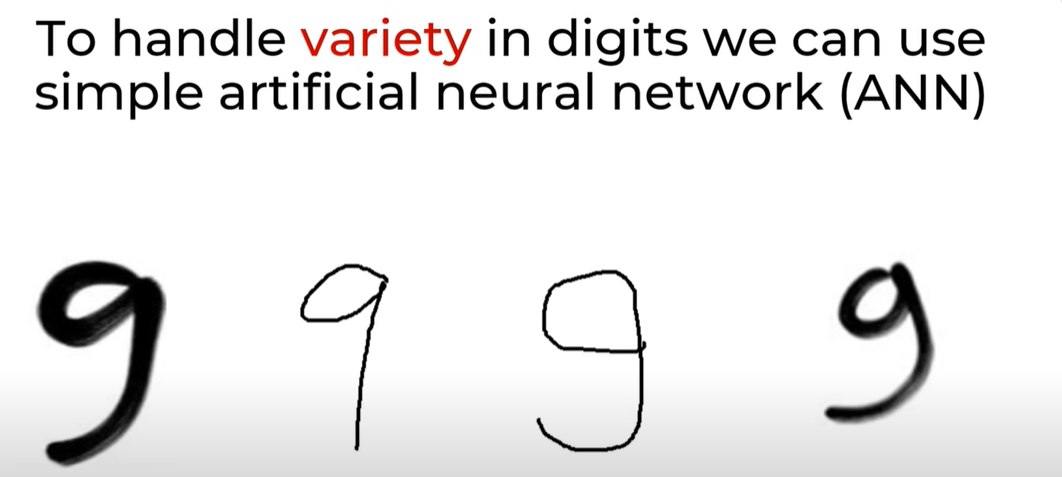 To handle variety in digits we can use
simple artificial neural network (ANN)
9 9 9 9